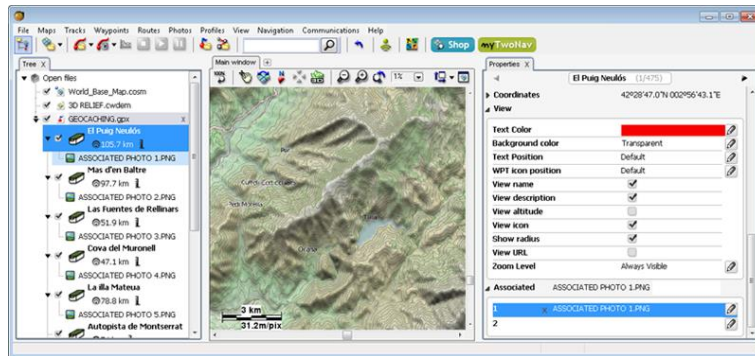 File Maps Tracks Waypoints Routes Photos Profiles View Navigation Communications Help
Shop
myTwoNav
Tree X
Open files
World_Base_Map.cosm
3D RELIEF.cwdem
GEOCACHING.gpx x
El Puig Neulós
105.7 km
ASSOCIATED PHOTO 1.PNG
Mas d'en Baltre
97.7 km
ASSOCIATED PHOTO 2.PNG
Las Fuentes de Rellinars
51.9 km
ASSOCIATED PHOTO 3.PNG
Cova del Muronell
47.1 km
ASSOCIATED PHOTO 4.PNG
La illa Mateua
78.8 km
ASSOCIATED PHOTO 5.PNG
Autopista de Montserrat
Main window
1%
3 km
31.2m/pix
Properties X
El Puig Neulós (1/475)
Coordinates 42º28'47.0"N 002º56'43.1"E
View
Text Color
Background color Transparent
Text Position Default
WPT icon position Default
View name
View description
View altitude
View icon
Show radius
View URL
Zoom Level Always Visible
Associated ASSOCIATED PHOTO 1.PNG
1 x ASSOCIATED PHOTO 1.PNG
2